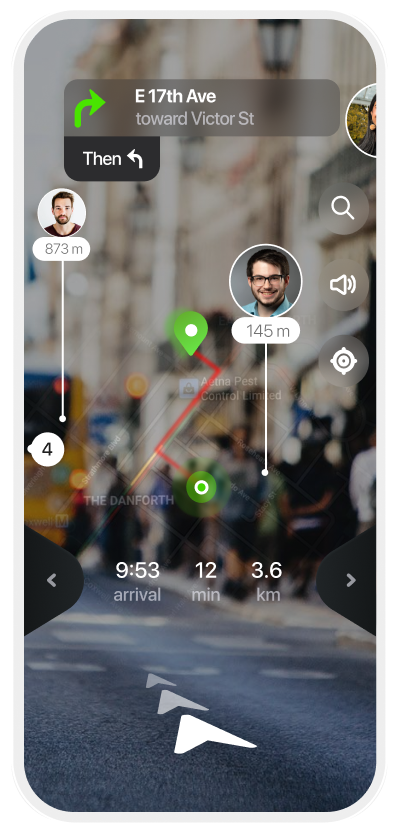 E 17th Ave
toward Victor St
Then
873 m
145 m
Aetna Pest
Control Limited
4
THE DANFORTH
9:53 12 3.6
arrival min km